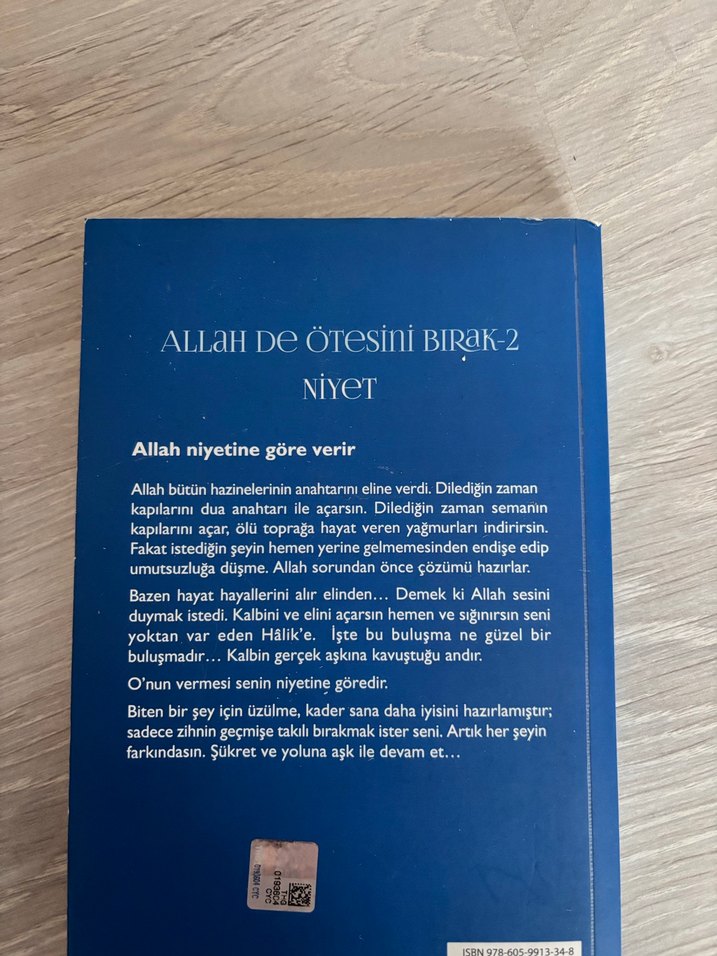 ALLAH DE ÖTESİNİ BIRAK-2
NİYET
Allah niyetine göre verir
Allah bütün hazinelerinin anahtarını eline verdi. Dilediğin zaman
kapılarını dua anahtarı ile açarsın. Dilediğin zaman semanın
kapılarını açar, ölü toprağa hayat veren yağmurları indirirsin.
Fakat istediğin şeyin hemen yerine gelmemesinden endişe edip
umutsuzluğa düşme. Allah sorundan önce çözümü hazırlar.
Bazen hayat hayallerini alır elinden… Demek ki Allah sesini
duymak istedi. Kalbini ve elini açarsın hemen ve sığınırsın seni
yoktan var eden Hâlik’e. İşte bu buluşma ne güzel bir
buluşmadır… Kalbin gerçek aşkına kavuştuğu andır.
O’nun vermesi senin niyetine göredir.
Biten bir şey için üzülme, kader sana daha iyisini hazırlamıştır;
sadece zihnin geçmişe takılı bırakmak ister seni. Artık her şeyin
farkındasın. Şükret ve yoluna aşk ile devam et…
ISBN 978-605-9913-34-8